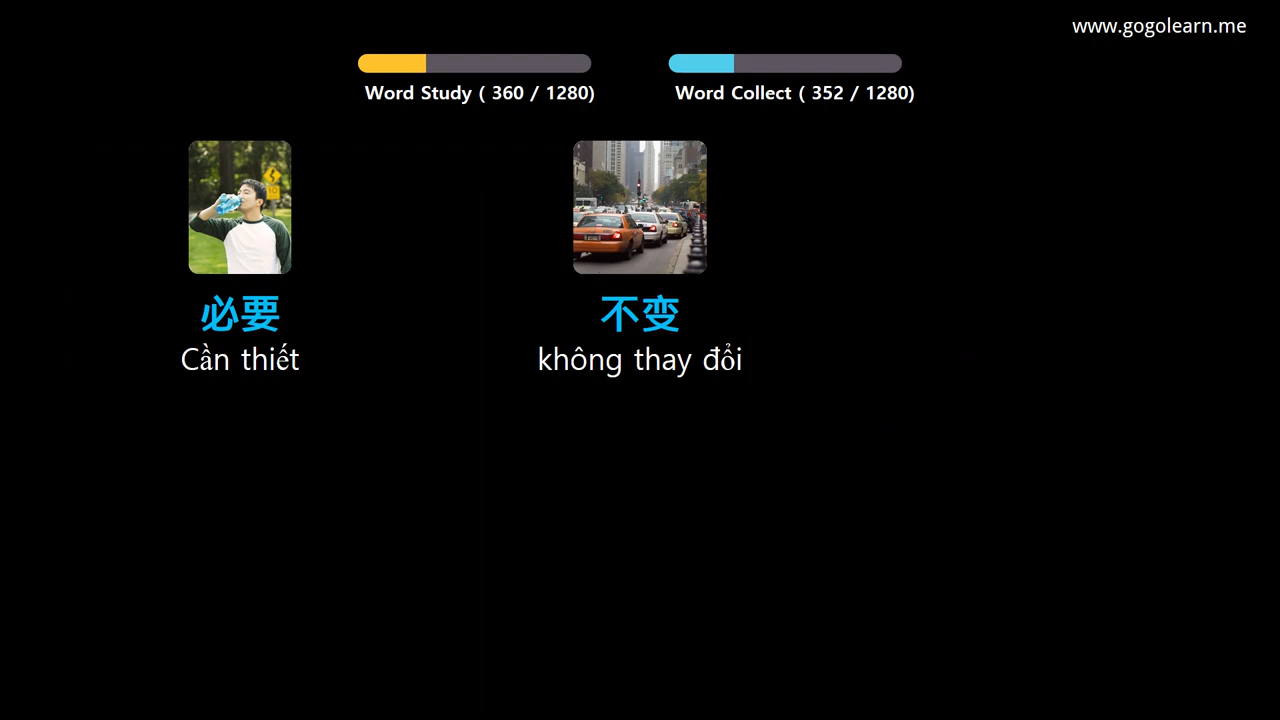 www.gogolearn.me
Word Study ( 360 / 1280)
Word Collect ( 352 / 1280)
必要
Cần thiết
不变
không thay đổi